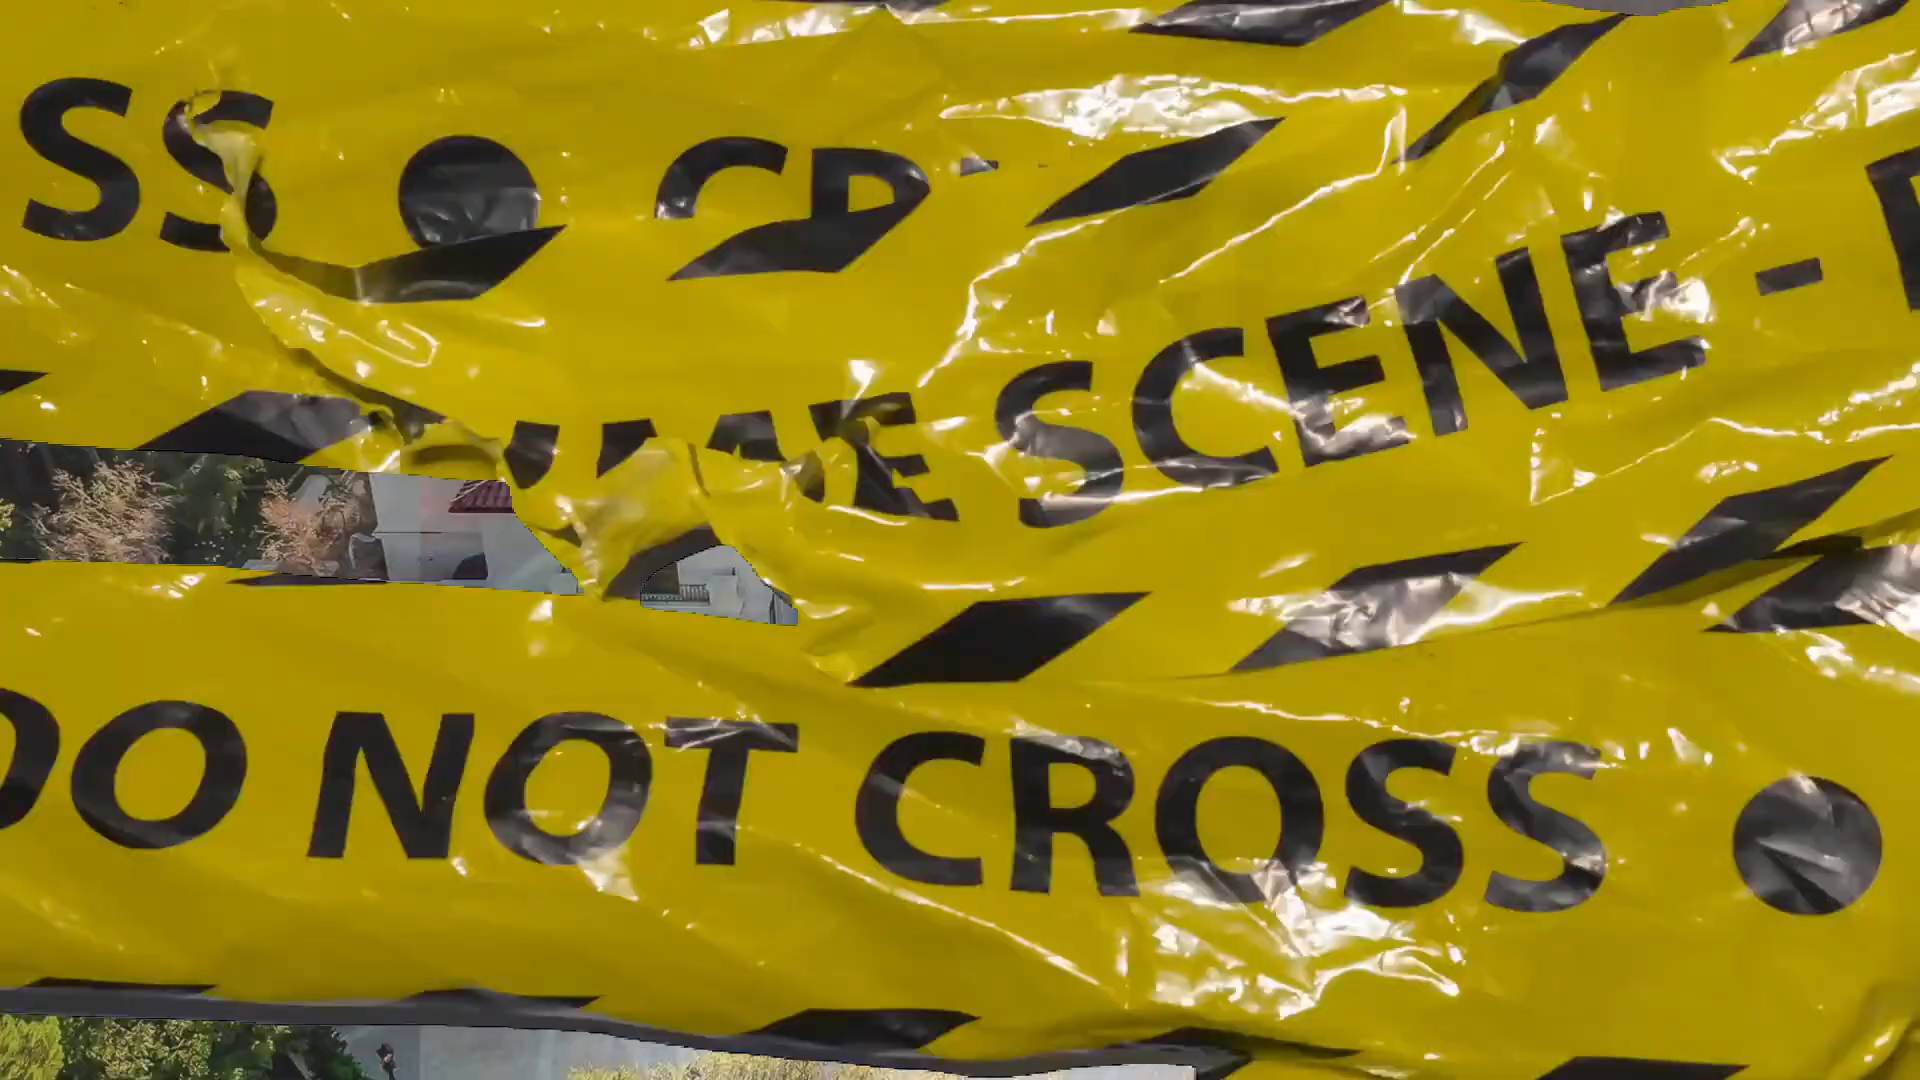 SS ●
SCENE -
DO NOT CROSS ●